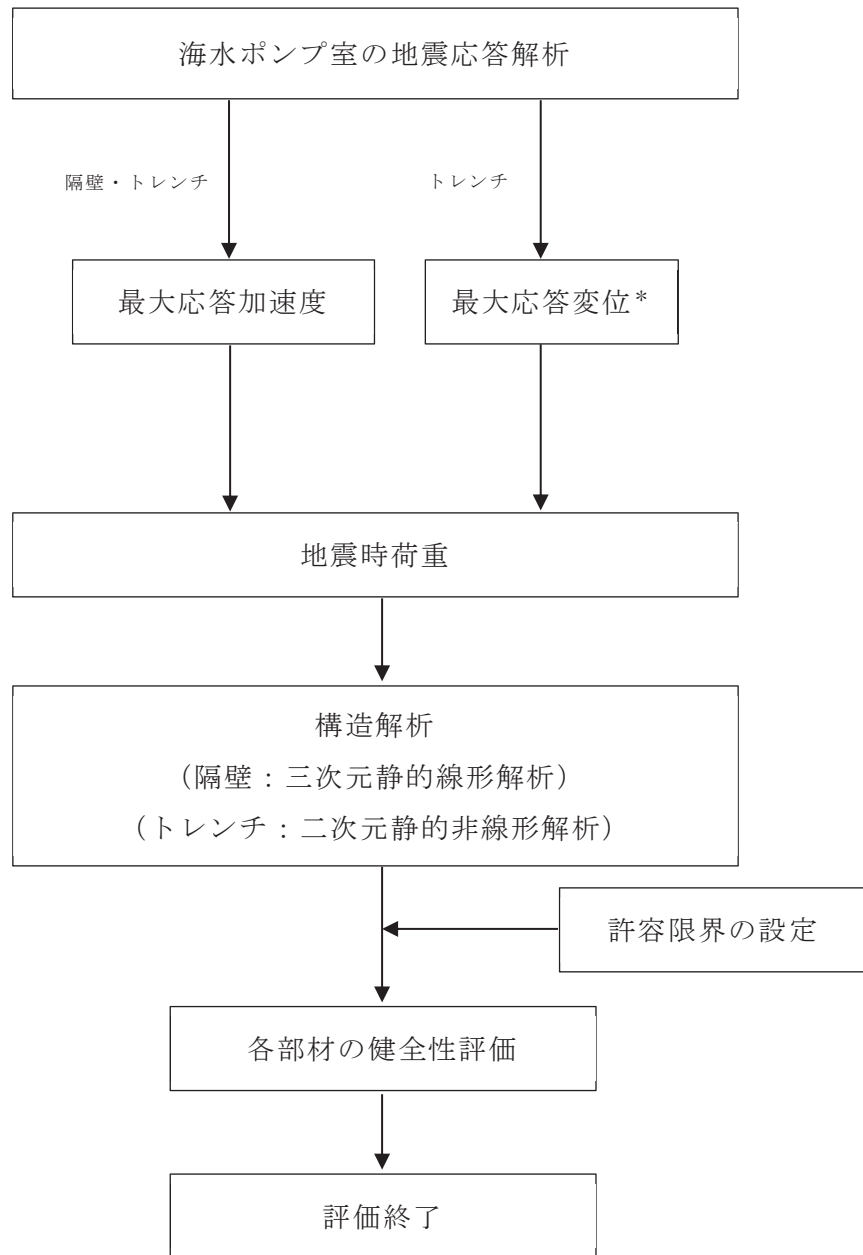 海水ポンプ室の地震応答解析
隔壁・トレンチ
トレンチ
最大応答加速度
最大応答変位*
地震時荷重
構造解析
(隔壁:三次元静的線形解析)
(トレンチ:二次元静的非線形解析)
許容限界の設定
各部材の健全性評価
評価終了